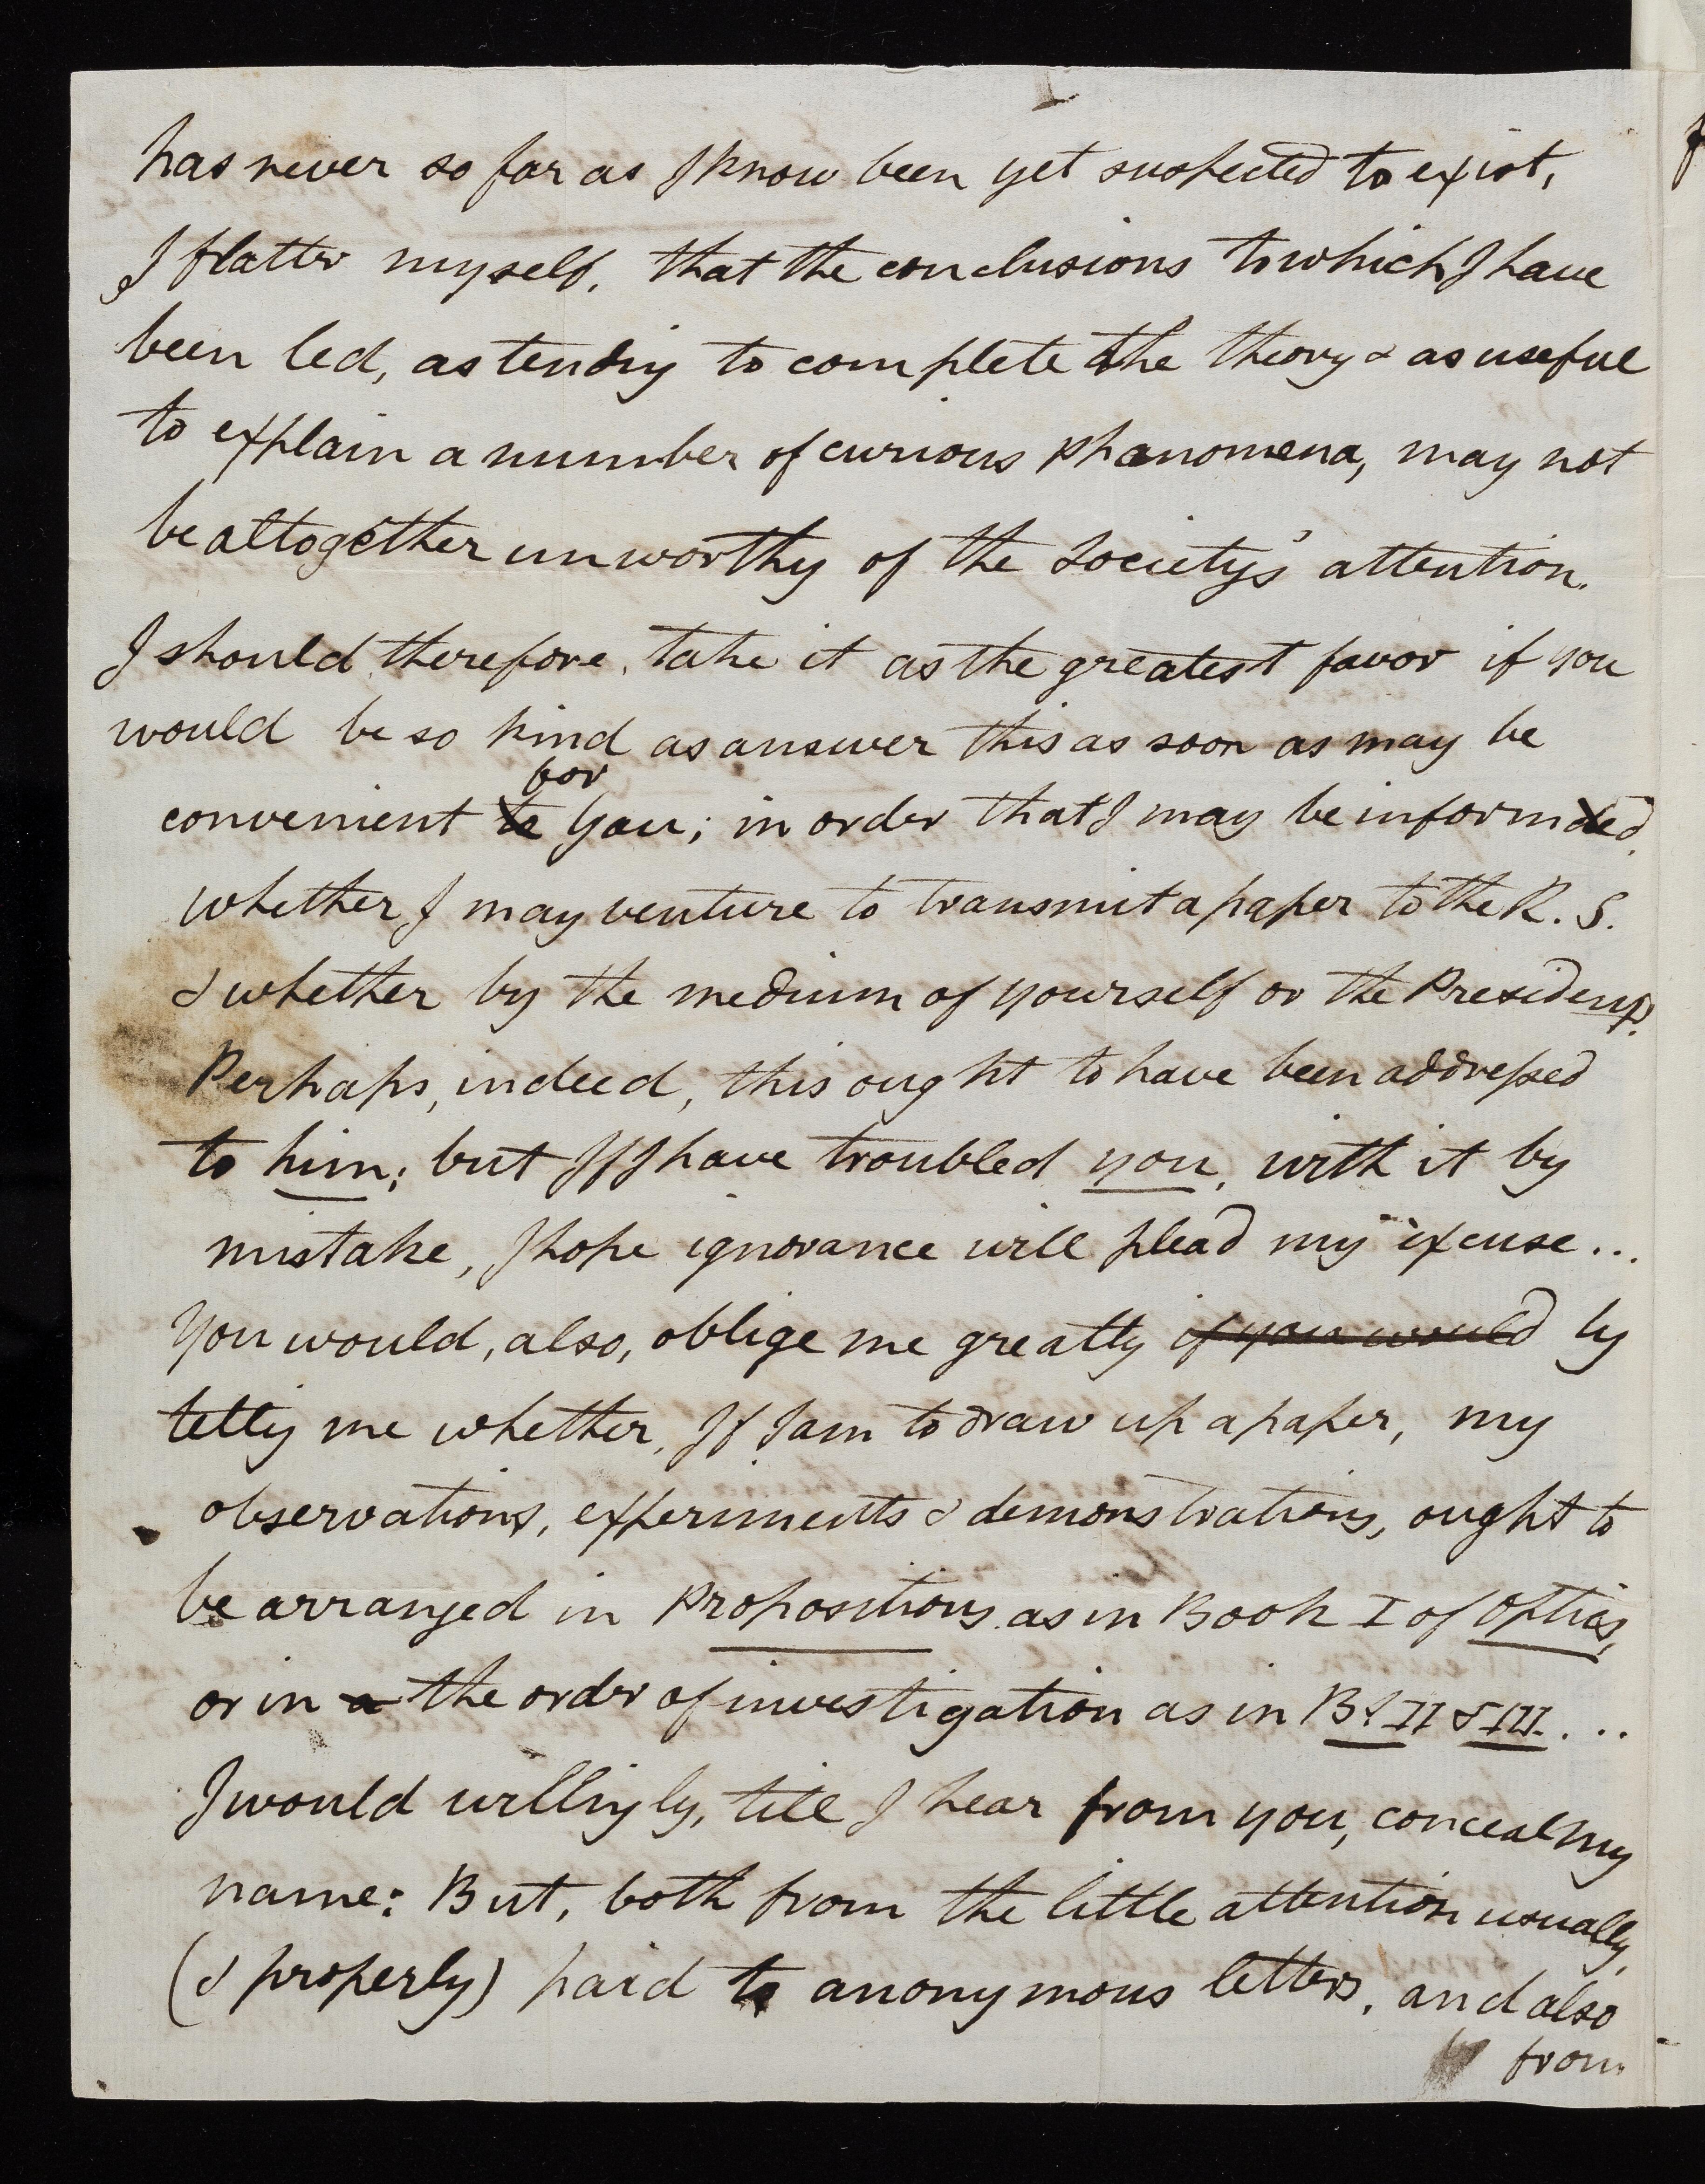 has never so far as I know been yet suspected to exist,
I flatter myself, that the conclusions to which I have
been led, as tending to complete the theory & as useful
to explain a number of curious phænomena, may not
be altogether unworthy of the Society's attention.
I should, therefore, take it as the greatest favor if you
would be so kind as answer this as soon as may be
for
convenient to you; in order that I may be informed
whether I may venture to transmit a paper to the R. S.
& whether by the medium of yourself or the President.
Perhaps, indeed, this ought to have been addressed
to him; but If I have troubled you, with it by
mistake, I hope ignorance will plead my excuse...
You would, also, oblige me greatly if you would by
tellg me whether, If I am to draw up a paper, my
observations, experiments & demonstrations, ought to
be arranged in Propositions as in Book I of Optics,
or in a the order of investigation as in Bs II & III. ...
I would willingly, till I hear from you, conceal my
name: But, both from the little attention usually
(& properly) paid to anonymous letters, and also
from